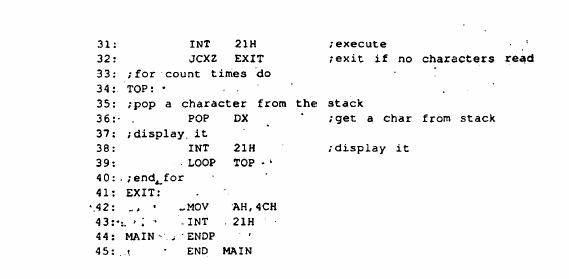 31: INT 21H ;execute
32: JCXZ EXIT ;exit if no characters read
33: ;for count times do
34: TOP:
35: ;pop a character from the stack
36: POP DX ;get a char from stack
37: ;display it
38: INT 21H ;display it
39: LOOP TOP
40: ;end_for
41: EXIT:
42: MOV AH,4CH
43: INT 21H
44: MAIN ENDP
45: END MAIN